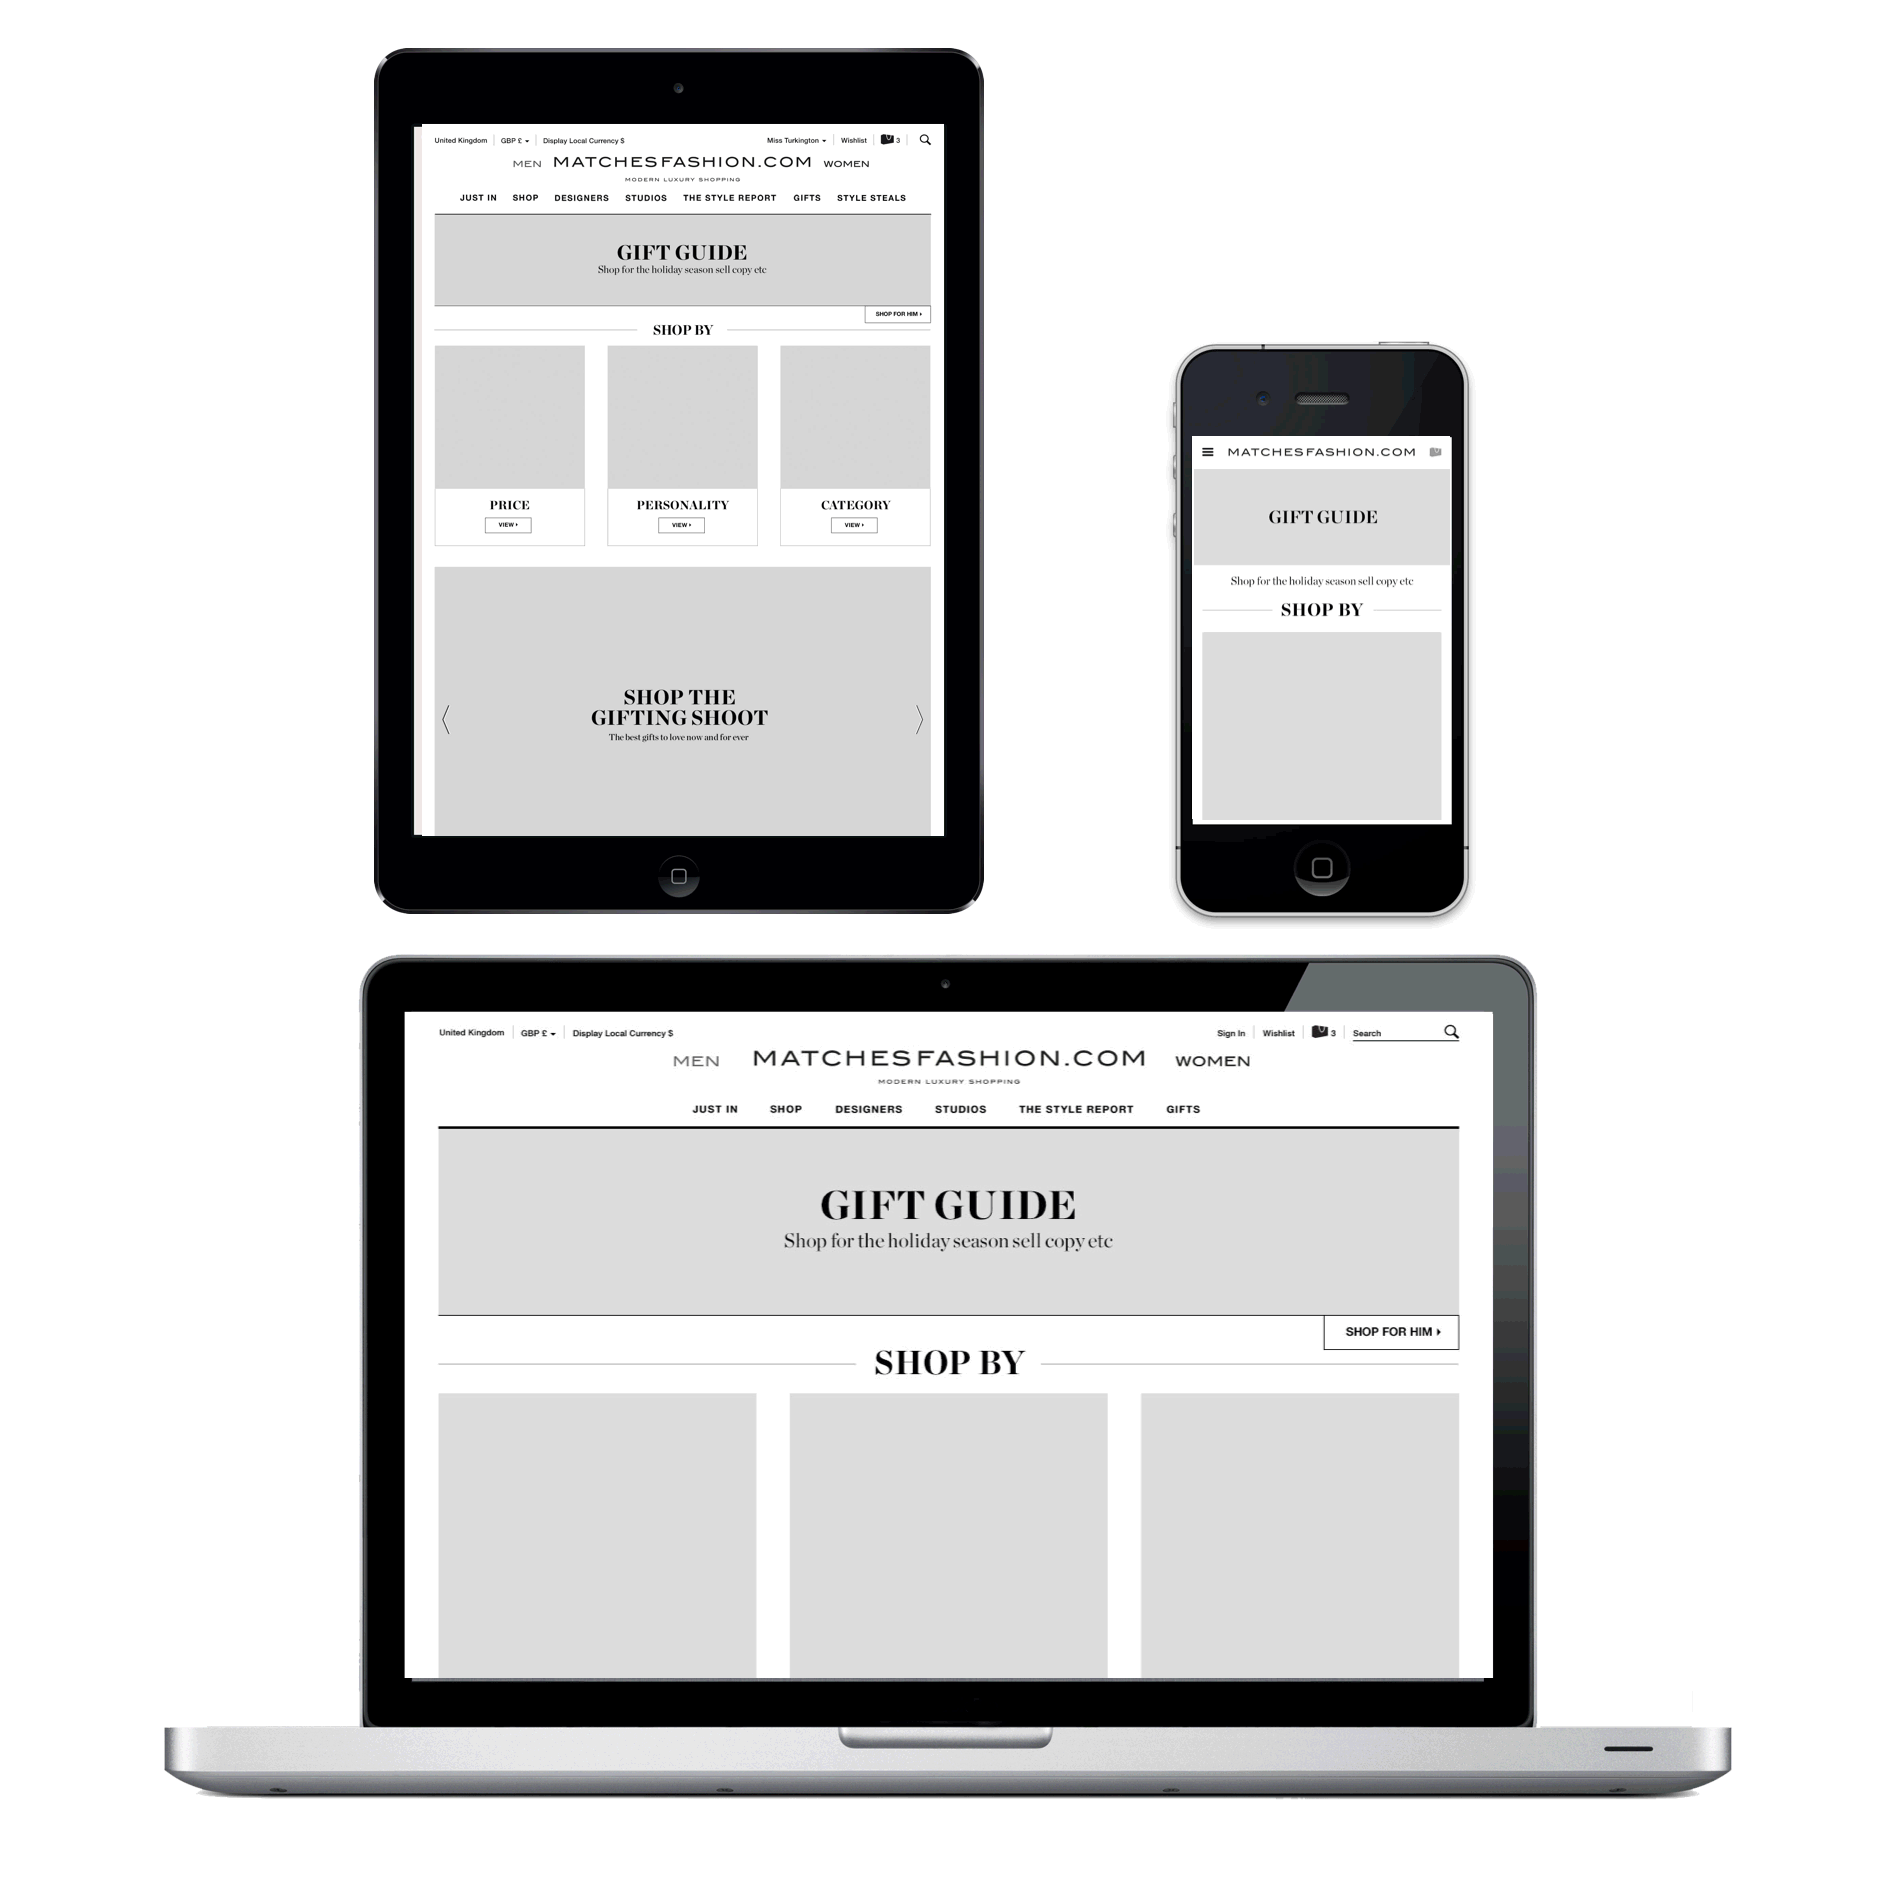 United Kingdom GBP £ Display Local Currency $ Miss Turkington Wishlist 3
MEN MATCHESFASHION.COM WOMEN
MODERN LUXURY SHOPPING
JUST IN SHOP DESIGNERS STUDIOS THE STYLE REPORT GIFTS STYLE STEALS
GIFT GUIDE
Shop for the holiday season sell copy etc
SHOP FOR HIM
SHOP BY
PRICE PERSONALITY CATEGORY
VIEW VIEW VIEW
SHOP THE
GIFTING SHOOT
The best gifts to love now and for ever
MATCHESFASHION.COM
GIFT GUIDE
Shop for the holiday season sell copy etc
SHOP BY
United Kingdom GBP £ Display Local Currency $ Sign In Wishlist 3 Search
MEN MATCHESFASHION.COM WOMEN
MODERN LUXURY SHOPPING
JUST IN SHOP DESIGNERS STUDIOS THE STYLE REPORT GIFTS
GIFT GUIDE
Shop for the holiday season sell copy etc
SHOP FOR HIM
SHOP BY